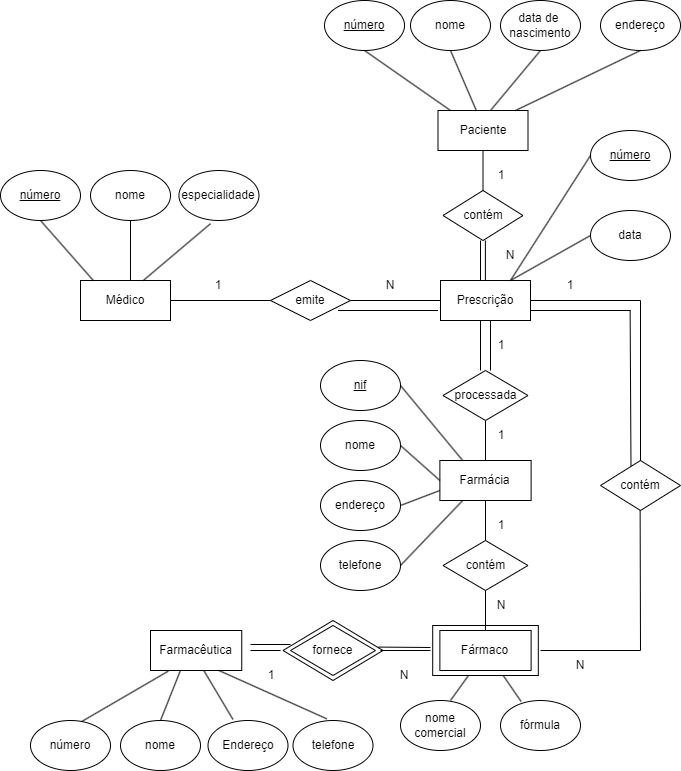 número
nome
data de
nascimento
endereço
Paciente
número
1
contém
número
nome
especialidade
data
N
Médico
1
emite
N
Prescrição
1
1
nif
processada
nome
1
Farmácia
contém
endereço
1
telefone
contém
N
Farmacêutica
fornece
Fármaco
1
N
N
número
nome
Endereço
telefone
nome
comercial
fórmula